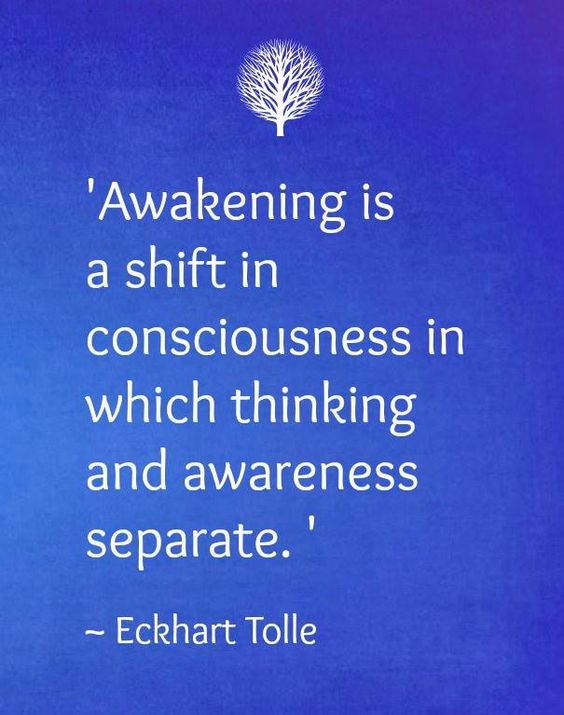 'Awakening is
a shift in
consciousness in
which thinking
and awareness
separate. '
~ Eckhart Tolle